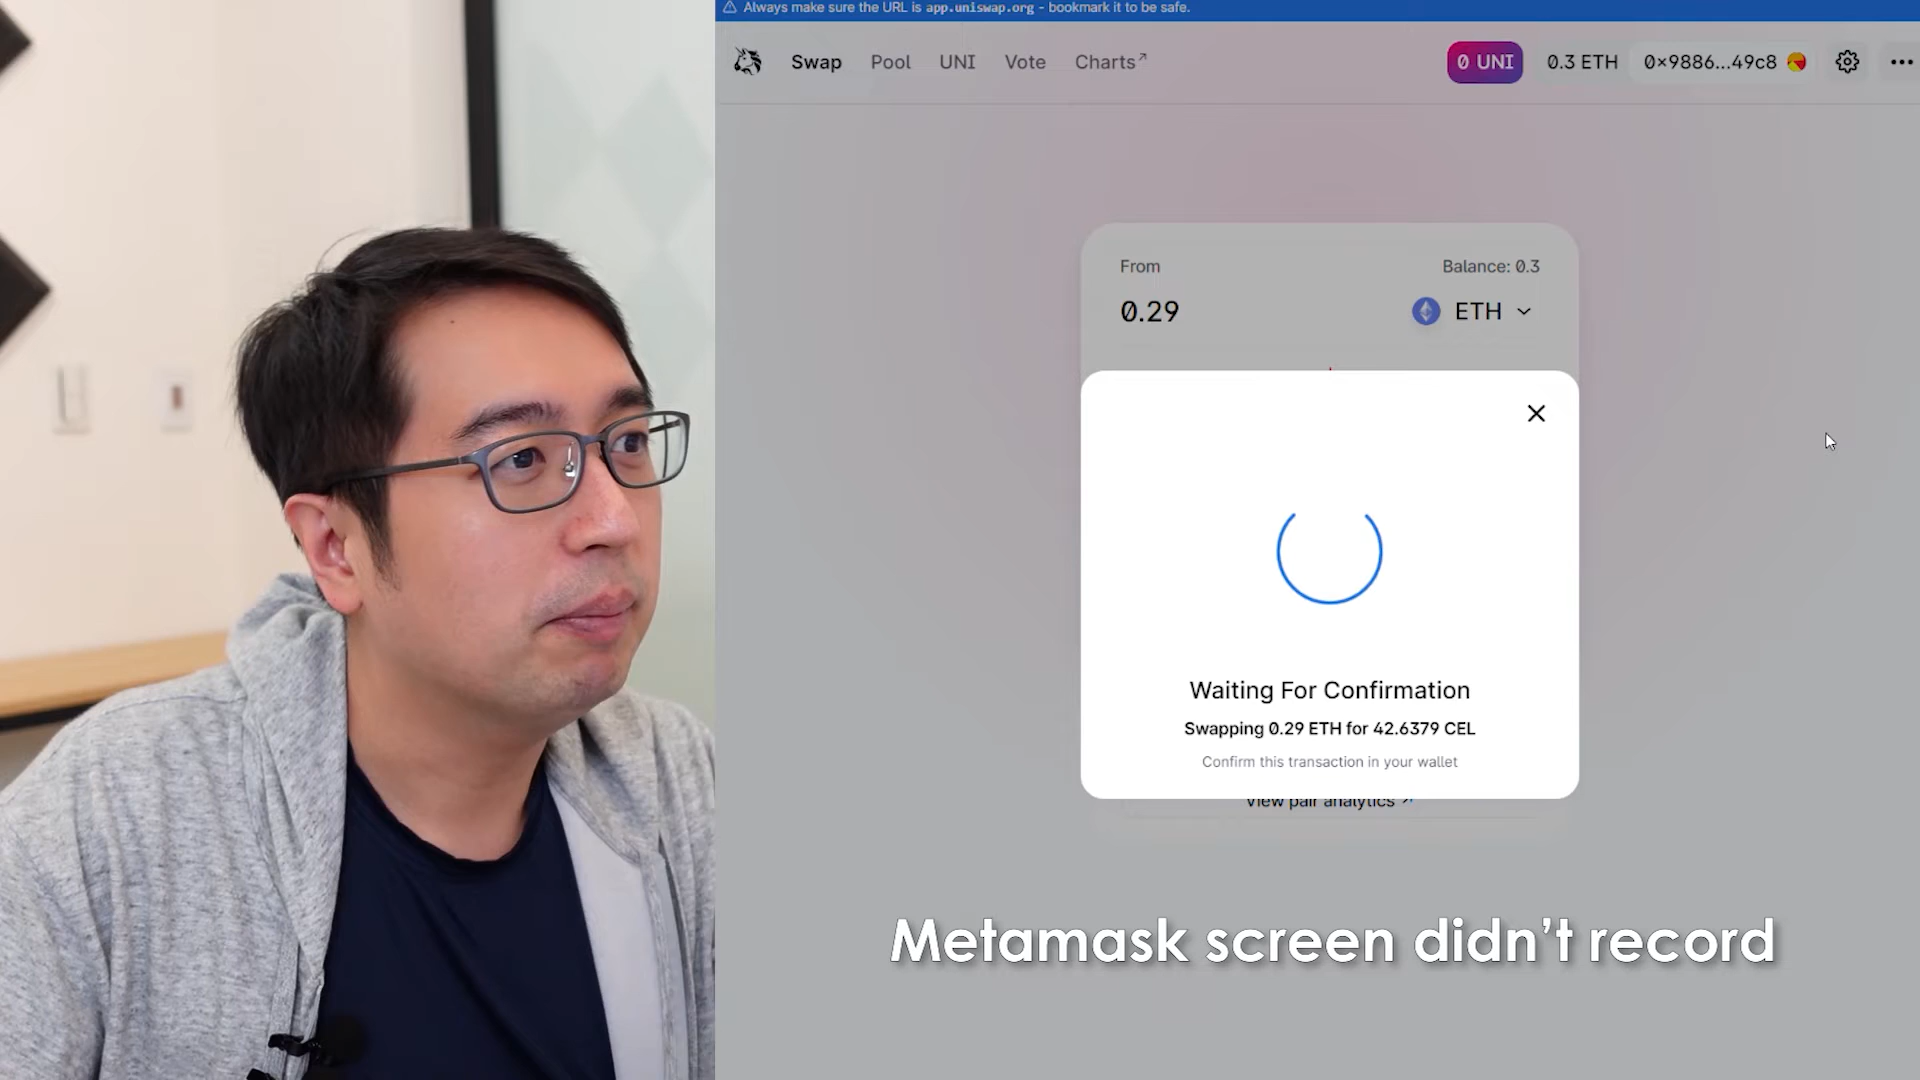 Always make sure the URL is app.uniswap.org - bookmark it to be safe.
Swap Pool UNI Vote Charts↗ 0 UNI 0.3 ETH 0×9886...49c8
From Balance: 0.3
0.29 ETH
Waiting For Confirmation
Swapping 0.29 ETH for 42.6379 CEL
Confirm this transaction in your wallet
View pair analytics ↗
Metamask screen didn't record